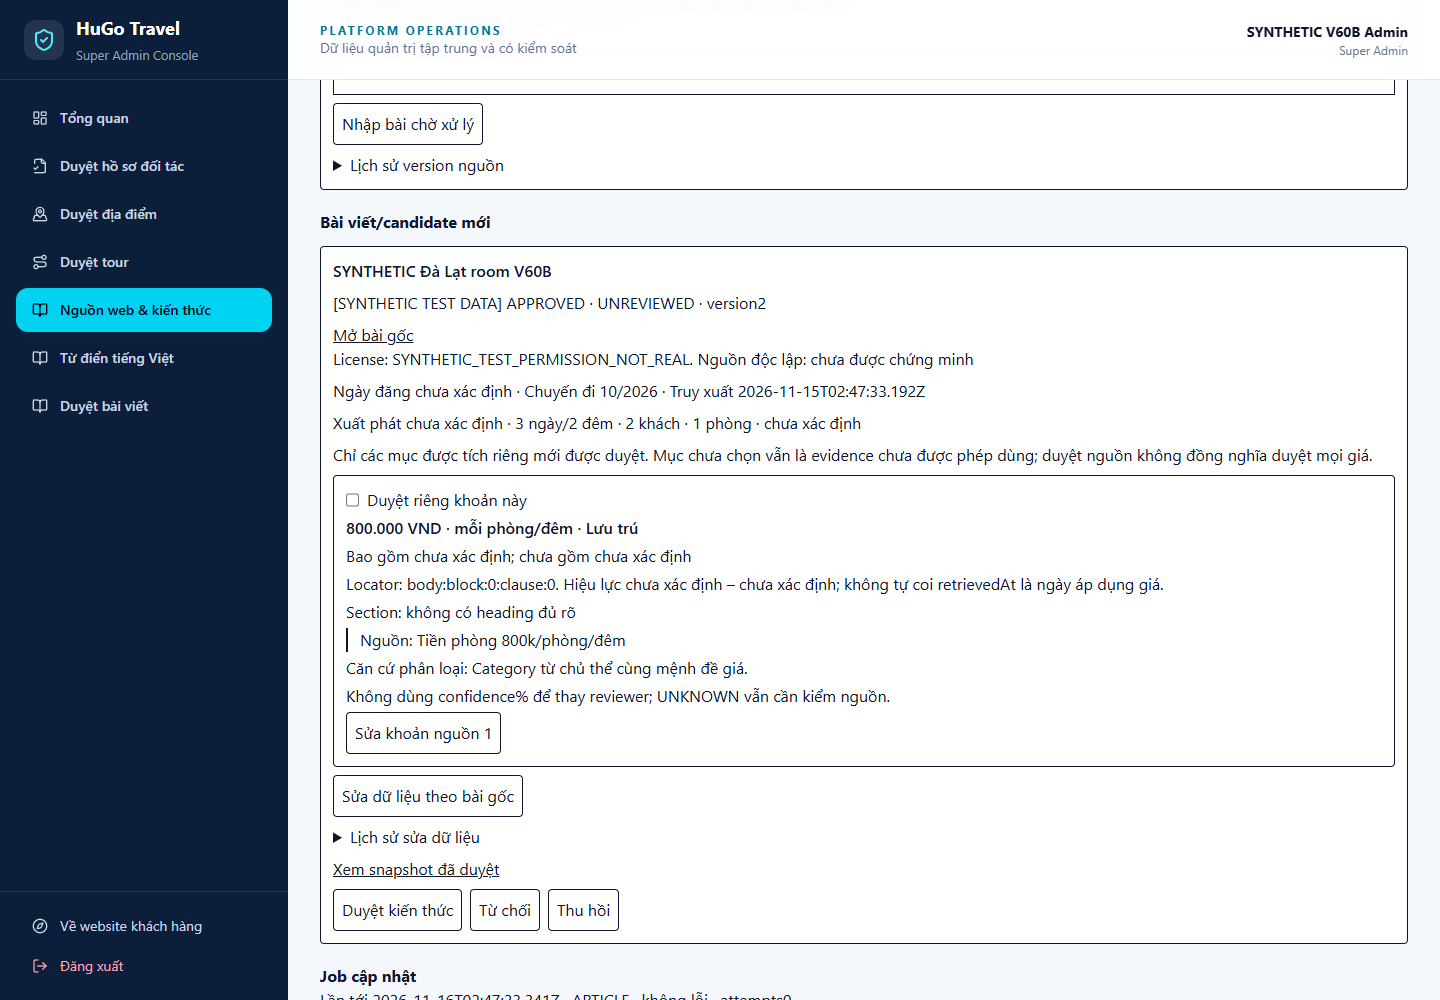 HuGo Travel
Super Admin Console
Tổng quan
Duyệt hồ sơ đối tác
Duyệt địa điểm
Duyệt tour
Nguồn web & kiến thức
Từ điển tiếng Việt
Duyệt bài viết
Về website khách hàng
Đăng xuất
PLATFORM OPERATIONS
Dữ liệu quản trị tập trung và có kiểm soát
SYNTHETIC V60B Admin
Super Admin
Nhập bài chờ xử lý
Lịch sử version nguồn
Bài viết/candidate mới
SYNTHETIC Đà Lạt room V60B
[SYNTHETIC TEST DATA] APPROVED · UNREVIEWED · version2
Mở bài gốc
License: SYNTHETIC_TEST_PERMISSION_NOT_REAL. Nguồn độc lập: chưa được chứng minh
Ngày đăng chưa xác định · Chuyến đi 10/2026 · Truy xuất 2026-11-15T02:47:33.192Z
Xuất phát chưa xác định · 3 ngày/2 đêm · 2 khách · 1 phòng · chưa xác định
Chỉ các mục được tích riêng mới được duyệt. Mục chưa chọn vẫn là evidence chưa được phép dùng; duyệt nguồn không đồng nghĩa duyệt mọi giá.
Duyệt riêng khoản này
800.000 VND · mỗi phòng/đêm · Lưu trú
Bao gồm chưa xác định; chưa gồm chưa xác định
Locator: body:block:0:clause:0. Hiệu lực chưa xác định – chưa xác định; không tự coi retrievedAt là ngày áp dụng giá.
Section: không có heading đủ rõ
Nguồn: Tiền phòng 800k/phòng/đêm
Căn cứ phân loại: Category từ chủ thể cùng mệnh đề giá.
Không dùng confidence% để thay reviewer; UNKNOWN vẫn cần kiểm nguồn.
Sửa khoản nguồn 1
Sửa dữ liệu theo bài gốc
Lịch sử sửa dữ liệu
Xem snapshot đã duyệt
Duyệt kiến thức
Từ chối
Thu hồi
Job cập nhật
Lần tới 2026-11-16T02:47:33.341Z · ARTICLE · không lỗi · attempts0